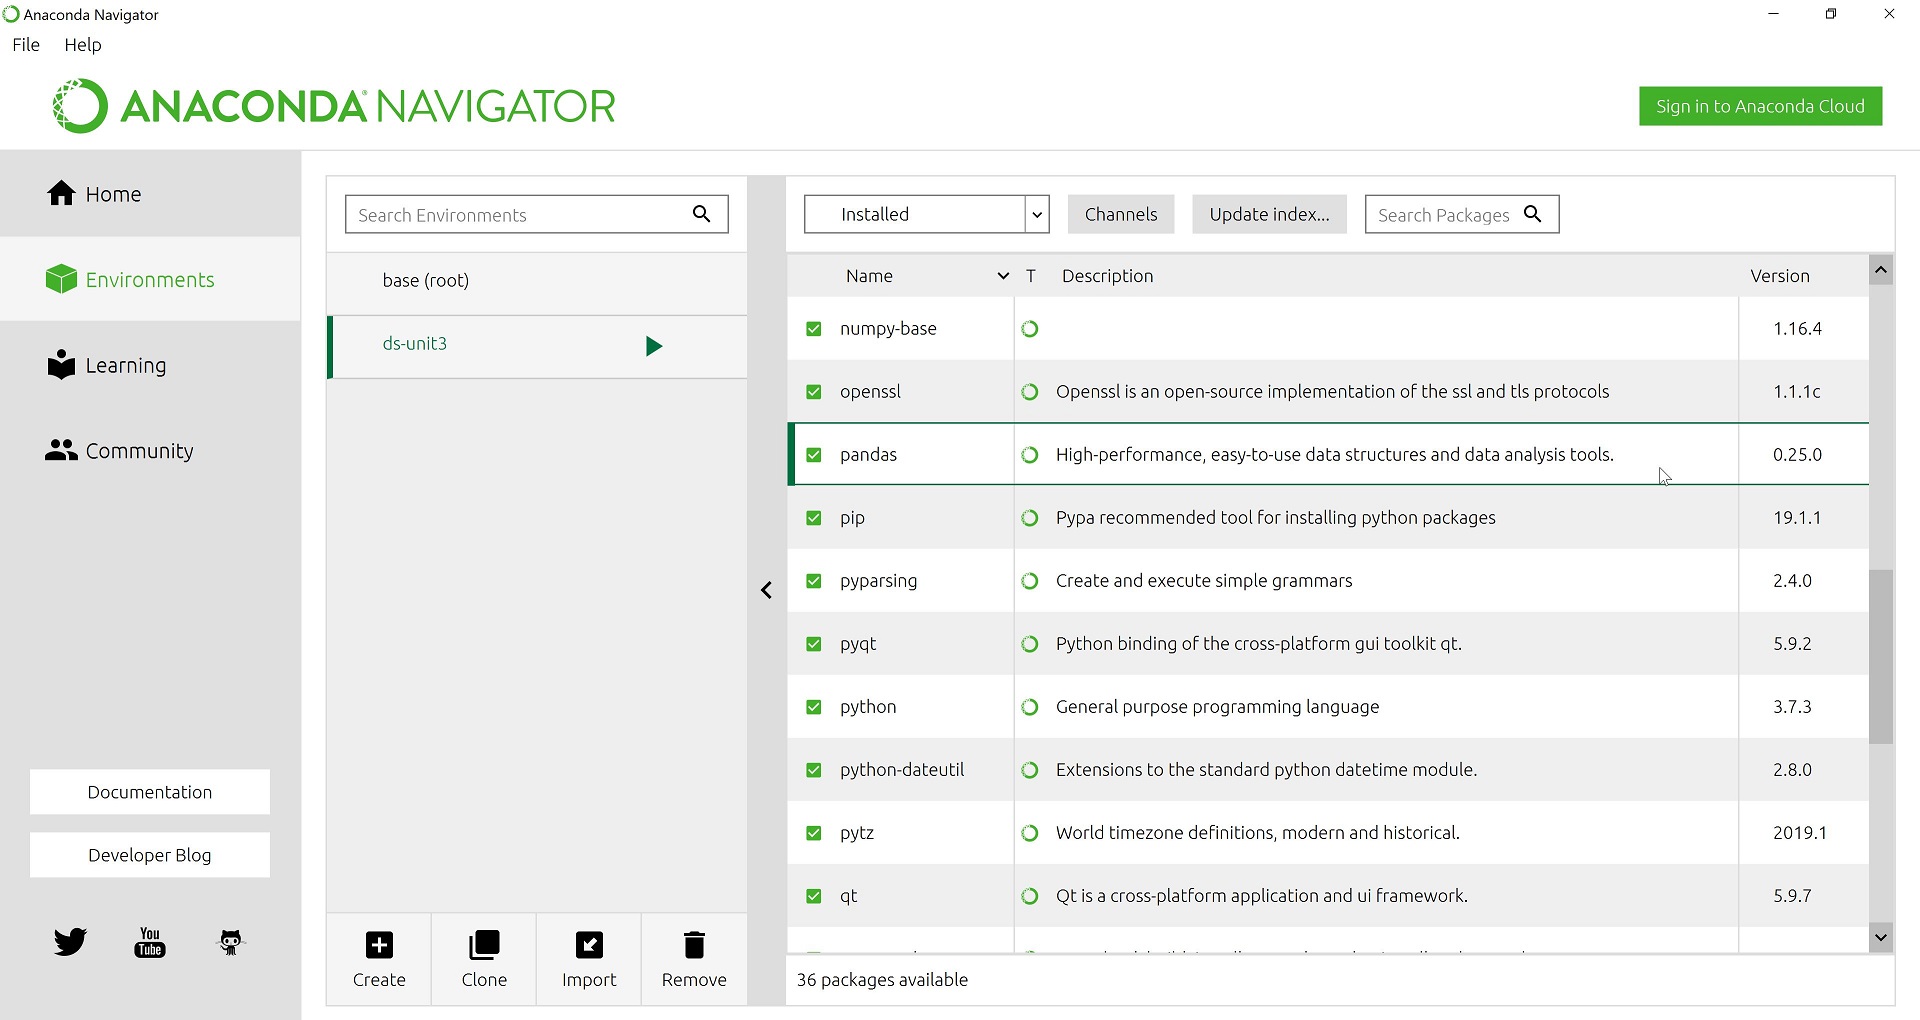 Anaconda Navigator
File Help
ANACONDA NAVIGATOR
Sign in to Anaconda Cloud
Home
Environments
Learning
Community
Documentation
Developer Blog
You
Tube
Search Environments
base (root)
ds-unit3
Create Clone Import Remove
Installed Channels Update index... Search Packages
Name T Description Version
numpy-base 1.16.4
openssl Openssl is an open-source implementation of the ssl and tls protocols 1.1.1c
pandas High-performance, easy-to-use data structures and data analysis tools. 0.25.0
pip Pypa recommended tool for installing python packages 19.1.1
pyparsing Create and execute simple grammars 2.4.0
pyqt Python binding of the cross-platform gui toolkit qt. 5.9.2
python General purpose programming language 3.7.3
python-dateutil Extensions to the standard python datetime module. 2.8.0
pytz World timezone definitions, modern and historical. 2019.1
qt Qt is a cross-platform application and ui framework. 5.9.7
36 packages available